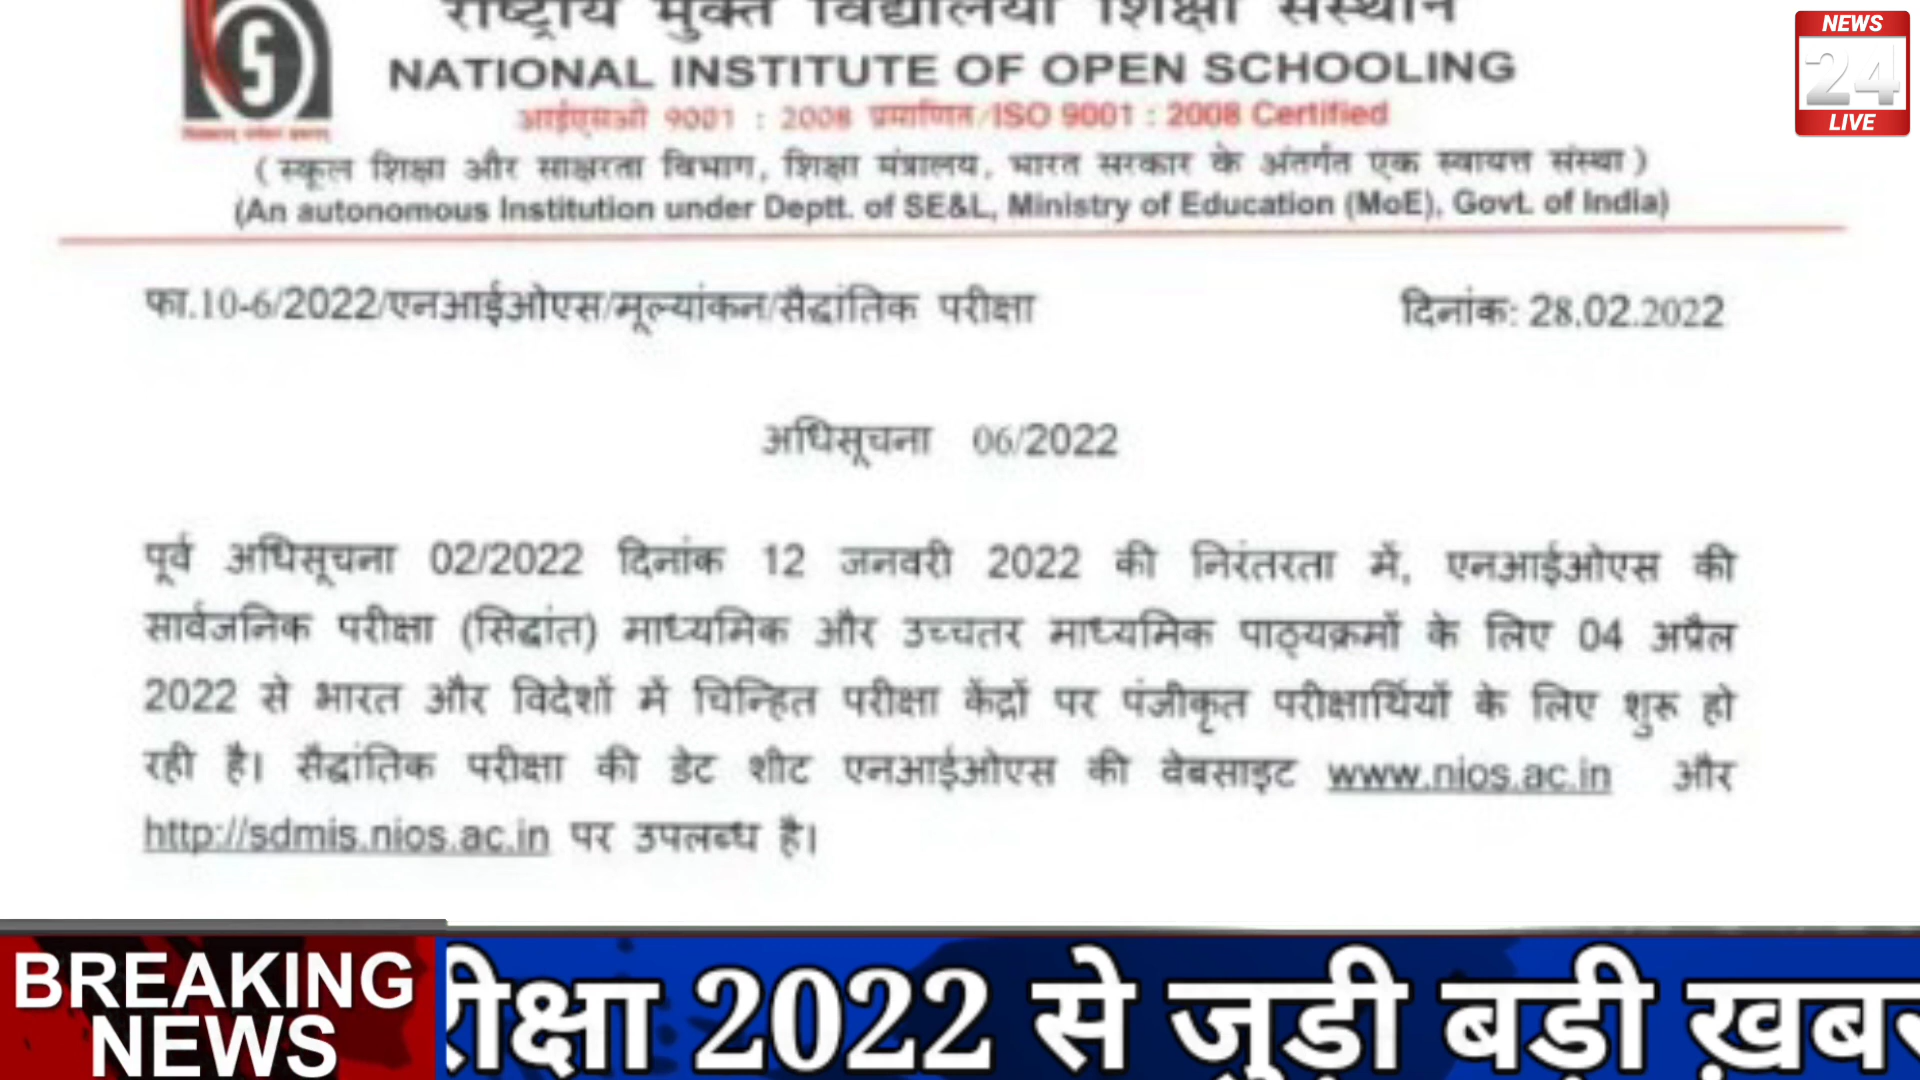 राष्ट्रीय मुक्त विद्यालयी शिक्षा संस्थान
NATIONAL INSTITUTE OF OPEN SCHOOLING
आईएसओ 9001 : 2008 प्रमाणित/ISO 9001 : 2008 Certified
( स्कूल शिक्षा और साक्षरता विभाग, शिक्षा मंत्रालय, भारत सरकार के अंतर्गत एक स्वायत्त संस्था )
(An autonomous Institution under Deptt. of SE&L, Ministry of Education (MoE), Govt. of India)
फा.10-6/2022/एनआईओएस/मूल्यांकन/सैद्धांतिक परीक्षा दिनांक: 28.02.2022
अधिसूचना 06/2022
पूर्व अधिसूचना 02/2022 दिनांक 12 जनवरी 2022 की निरंतरता में, एनआईओएस की
सार्वजनिक परीक्षा (सिद्धांत) माध्यमिक और उच्चतर माध्यमिक पाठ्यक्रमों के लिए 04 अप्रैल
2022 से भारत और विदेशों में चिन्हित परीक्षा केंद्रों पर पंजीकृत परीक्षार्थियों के लिए शुरू हो
रही है। सैद्धांतिक परीक्षा की डेट शीट एनआईओएस की वेबसाइट www.nios.ac.in और
http://sdmis.nios.ac.in पर उपलब्ध है।
NEWS
24
LIVE
BREAKING
NEWS
रीक्षा 2022 से जुडी बडी ख़बर